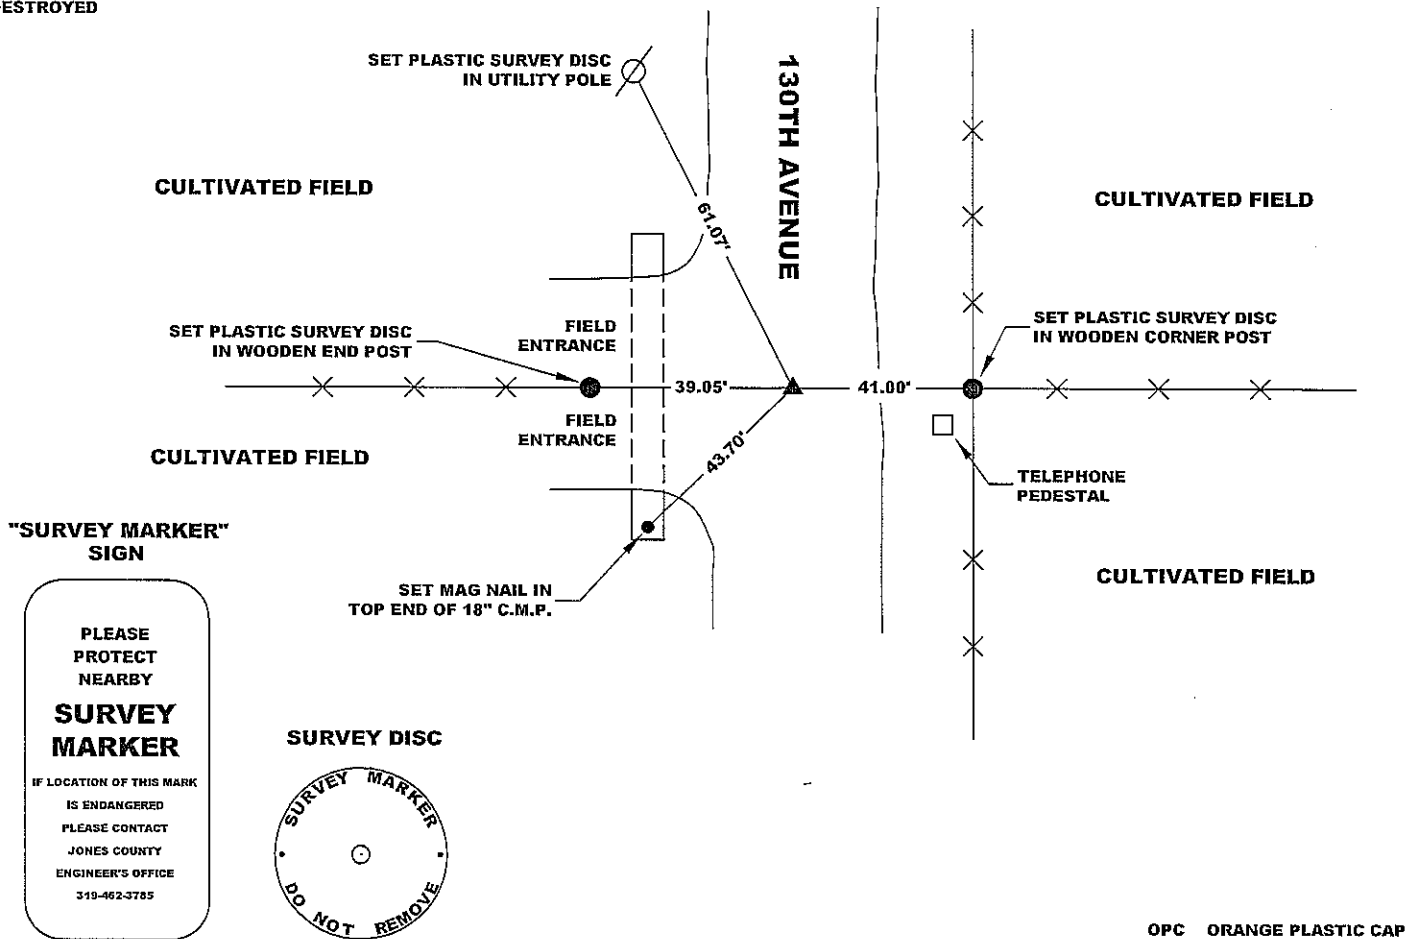 SET PLASTIC SURVEY DISC
IN UTILITY POLE
130TH AVENUE
CULTIVATED FIELD
CULTIVATED FIELD
61.07'
SET PLASTIC SURVEY DISC
IN WOODEN END POST
FIELD
ENTRANCE
SET PLASTIC SURVEY DISC
IN WOODEN CORNER POST
39.05'
41.00'
FIELD
ENTRANCE
CULTIVATED FIELD
43.70'
TELEPHONE
PEDESTAL
"SURVEY MARKER"
SIGN
SET MAG NAIL IN
TOP END OF 18" C.M.P.
CULTIVATED FIELD
PLEASE
PROTECT
NEARBY
SURVEY
MARKER
IF LOCATION OF THIS MARK
IS ENDANGERED
PLEASE CONTACT
JONES COUNTY
ENGINEER'S OFFICE
319-462-3785
SURVEY DISC
SURVEY MARKER
DO NOT REMOVE
OPC ORANGE PLASTIC CAP